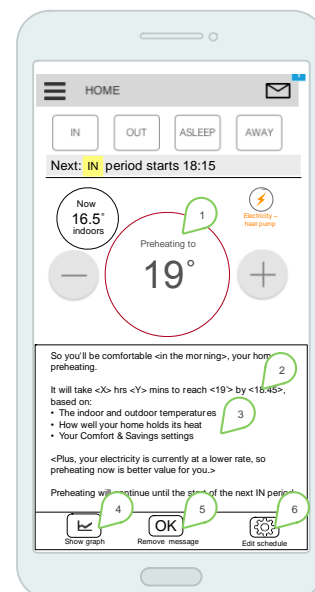 HOME
IN OUT ASLEEP AWAY
Next: IN period starts 18:15
Now
16.5°
indoors
1
Electricity –
heat pump
Preheating to
19°
So you'll be comfortable <in the morning>, your home
preheating.
2
It will take <X> hrs <Y> mins to reach <19°> by <18:45>,
based on:
• The indoor and outdoor temperatures
• How well your home holds its heat
• Your Comfort & Savings settings
3
<Plus, your electricity is currently at a lower rate, so
preheating now is better value for you.>
Preheating will continue until the start of the next IN period
4 5 6
OK
Show graph Remove message Edit schedule